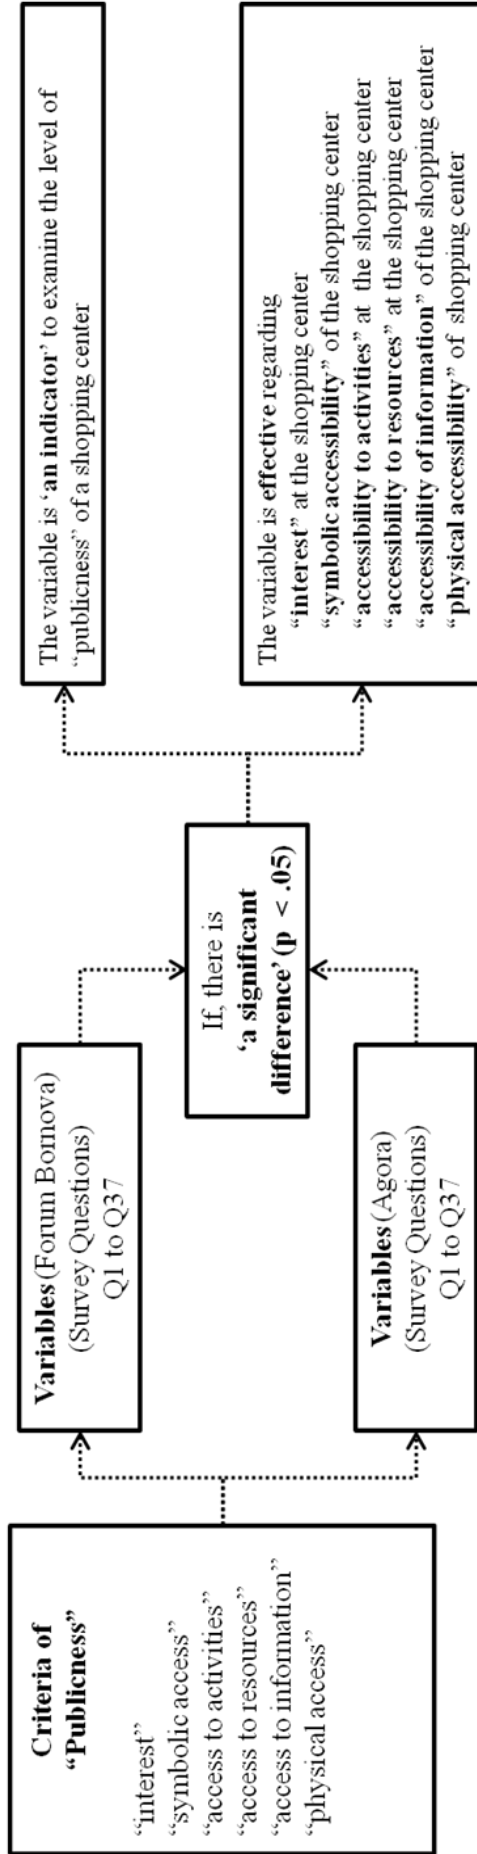 Criteria of
“Publicness”
“interest”
“symbolic access”
“access to activities”
“access to resources”
“access to information”
“physical access”
Variables (Forum Bornova)
(Survey Questions)
Q1 to Q37
Variables (Agora)
(Survey Questions)
Q1 to Q37
If, there is
‘a significant
difference’ (p < .05)
The variable is ‘an indicator’ to examine the level of
“publicness” of a shopping center
The variable is effective regarding
“interest” at the shopping center
“symbolic accessibility” of the shopping center
“accessibility to activities” at the shopping center
“accessibility to resources” at the shopping center
“accessibility of information” of the shopping center
“physical accessibility” of shopping center